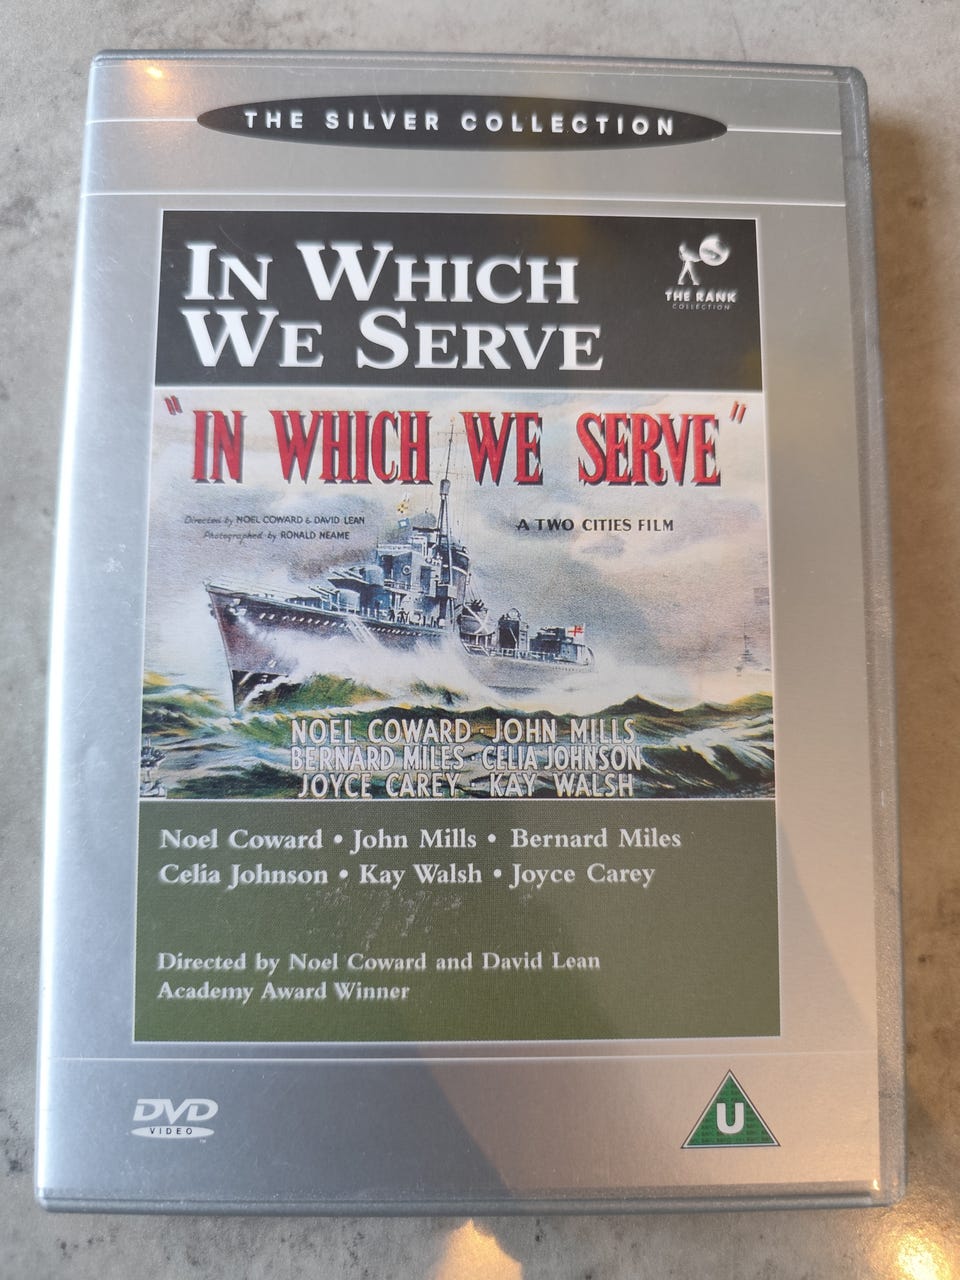 THE SILVER COLLECTION
IN WHICH
WE SERVE
THE RANK
COLLECTION
"IN WHICH WE SERVE"
Directed by NOEL COWARD & DAVID LEAN
Photographed by RONALD NEAME
A TWO CITIES FILM
NOEL COWARD · JOHN MILLS
BERNARD MILES · CELIA JOHNSON
JOYCE CAREY · KAY WALSH
Noel Coward • John Mills • Bernard Miles
Celia Johnson • Kay Walsh • Joyce Carey
Directed by Noel Coward and David Lean
Academy Award Winner
DVD
VIDEO
TM
U